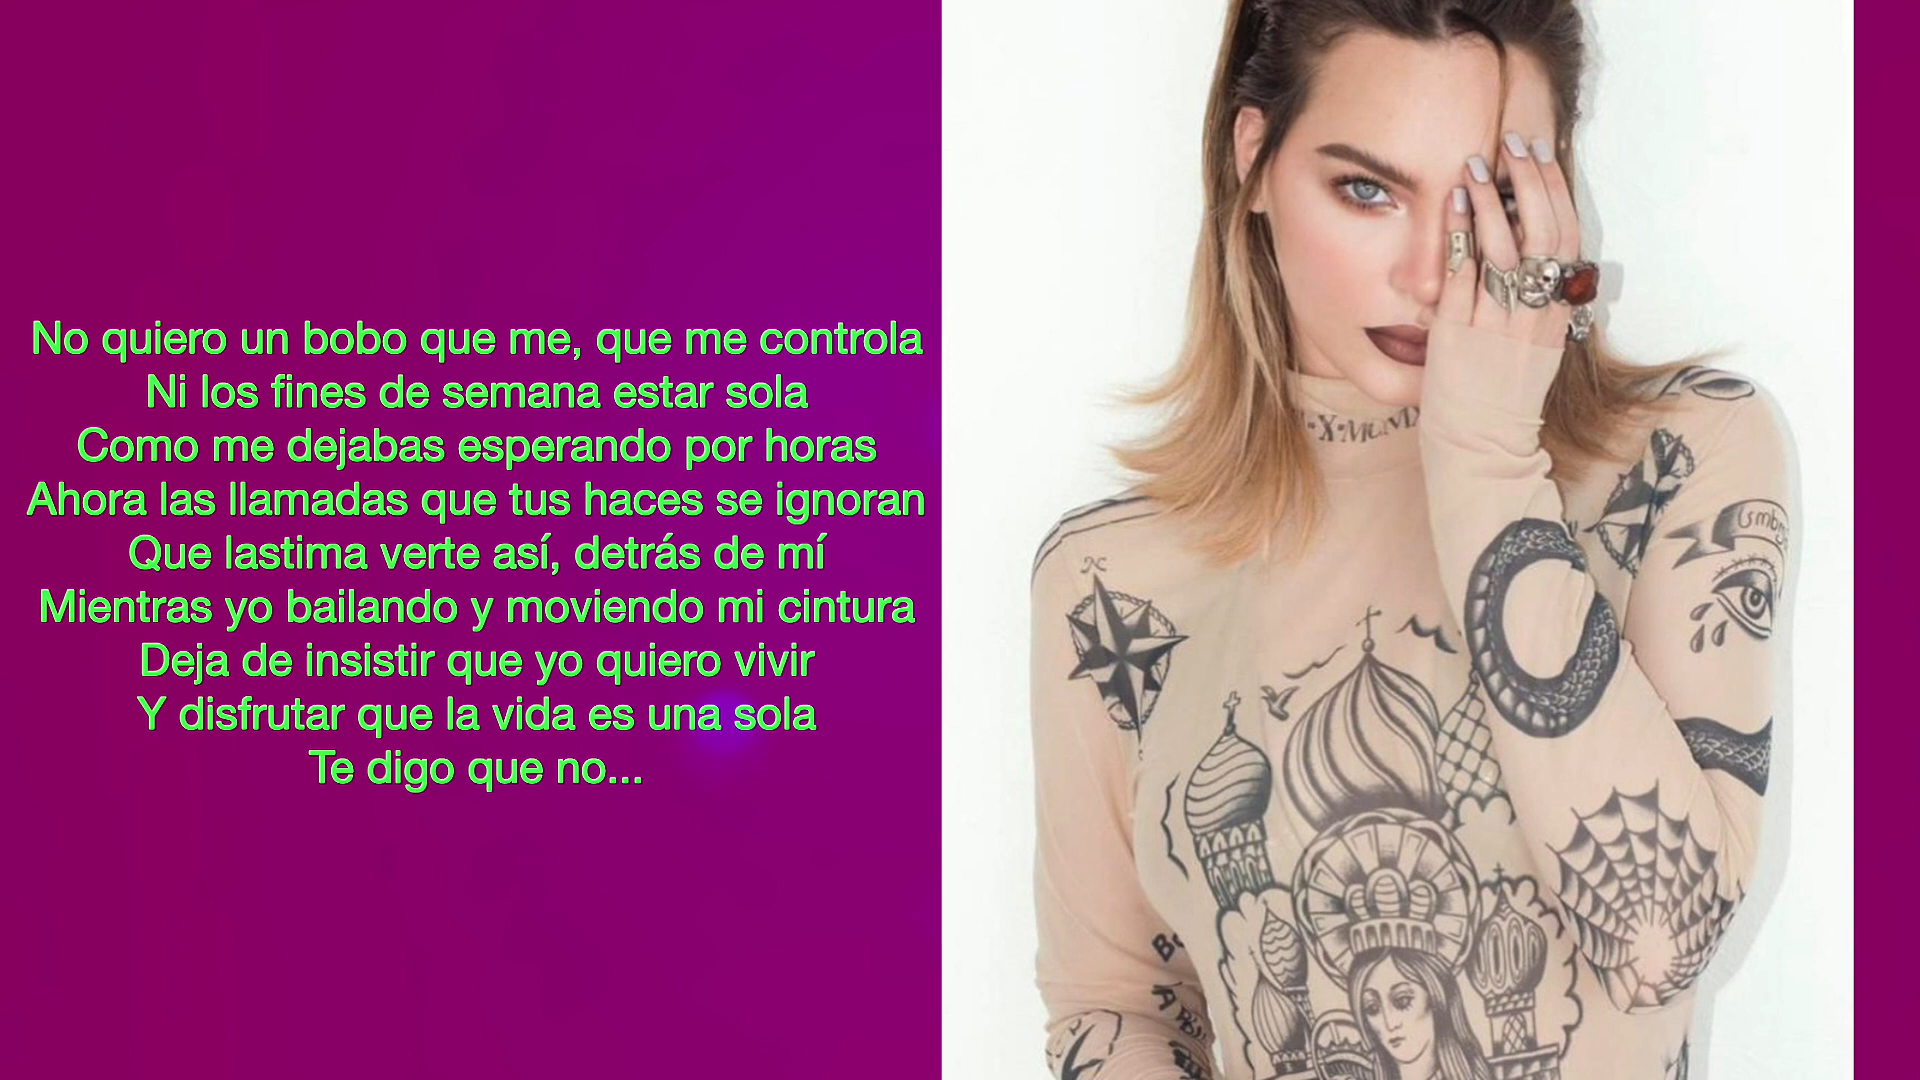 No quiero un bobo que me, que me controla
Ni los fines de semana estar sola
Como me dejabas esperando por horas
Ahora las llamadas que tus haces se ignoran
Que lastima verte así, detrás de mí
Mientras yo bailando y moviendo mi cintura
Deja de insistir que yo quiero vivir
Y disfrutar que la vida es una sola
Te digo que no...